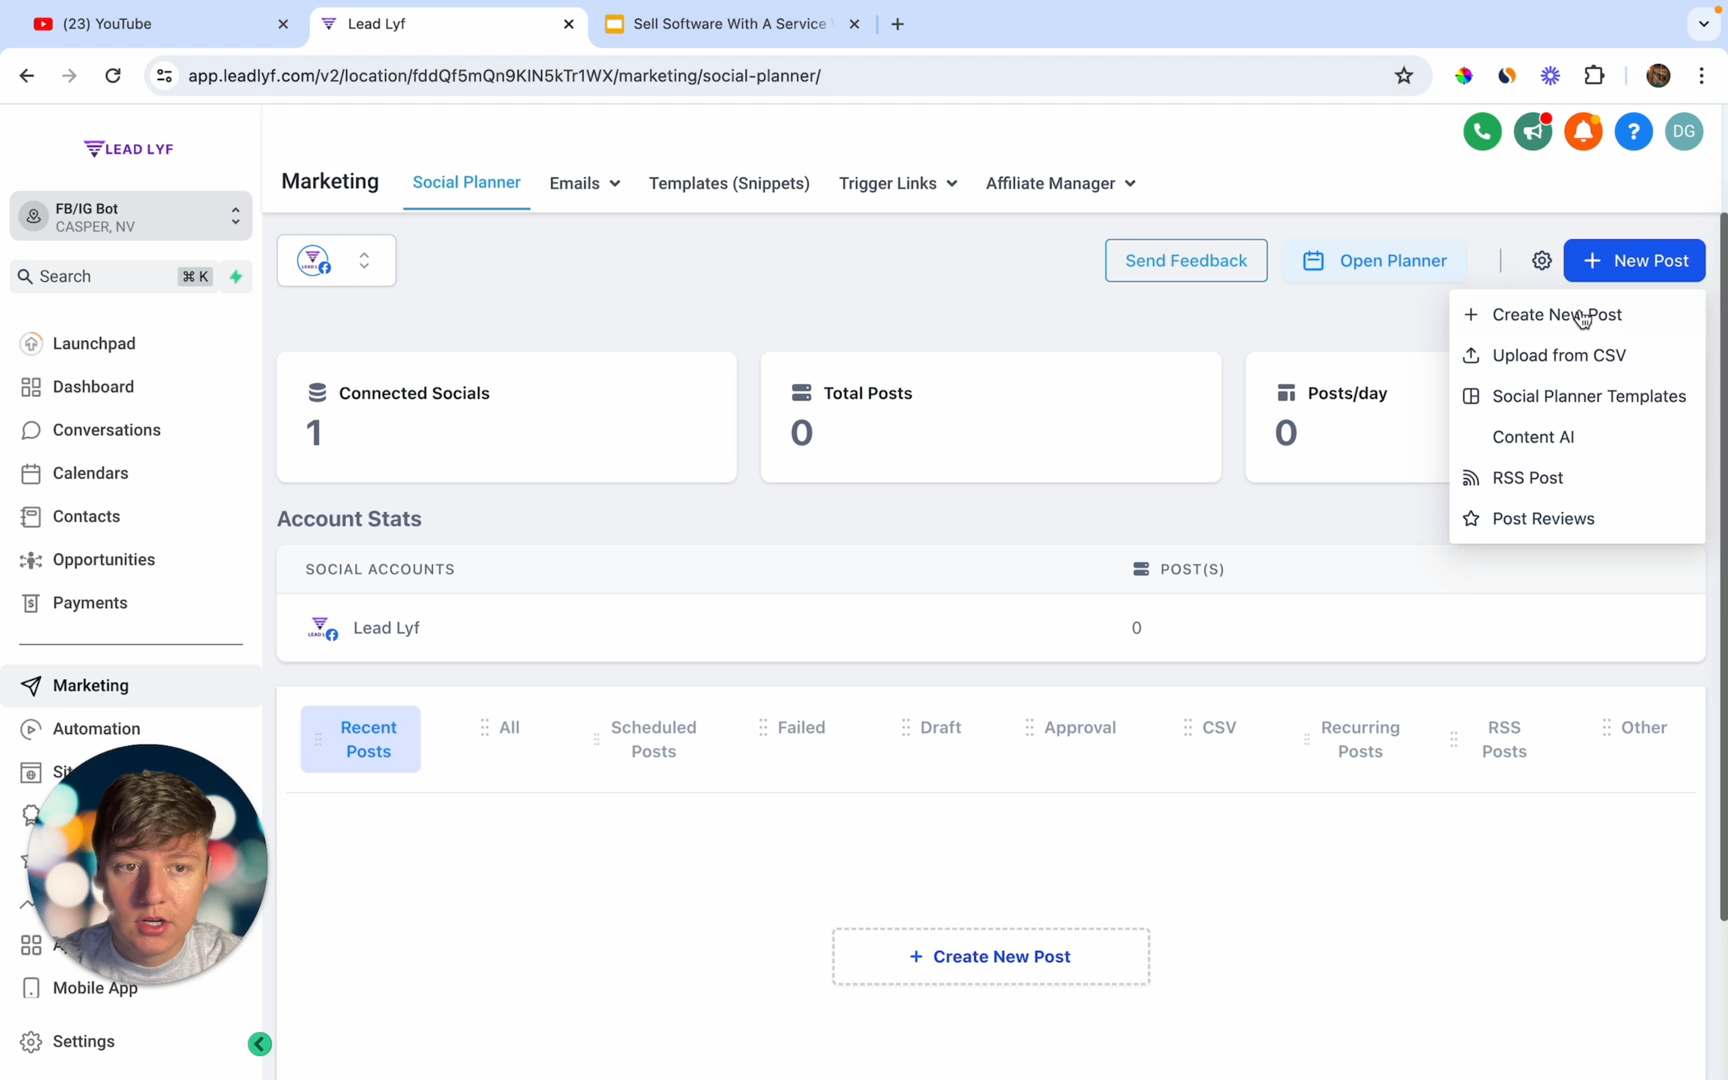 (23) YouTube
Lead Lyf
Sell Software With A Service
app.leadlyf.com/v2/location/fddQf5mQn9KIN5kTr1WX/marketing/social-planner/
LEAD LYF
DG
Marketing
Social Planner
Emails
Templates (Snippets)
Trigger Links
Affiliate Manager
FB/IG Bot
CASPER, NV
Search
⌘ K
Send Feedback
Open Planner
+ New Post
+ Create New Post
Upload from CSV
Social Planner Templates
Content AI
RSS Post
Post Reviews
Launchpad
Dashboard
Conversations
Calendars
Contacts
Opportunities
Payments
Marketing
Automation
Mobile App
Settings
Connected Socials
1
Total Posts
0
Posts/day
0
Account Stats
SOCIAL ACCOUNTS
POST(S)
Lead Lyf
0
Recent
Posts
All
Scheduled
Posts
Failed
Draft
Approval
CSV
Recurring
Posts
RSS
Posts
Other
+ Create New Post